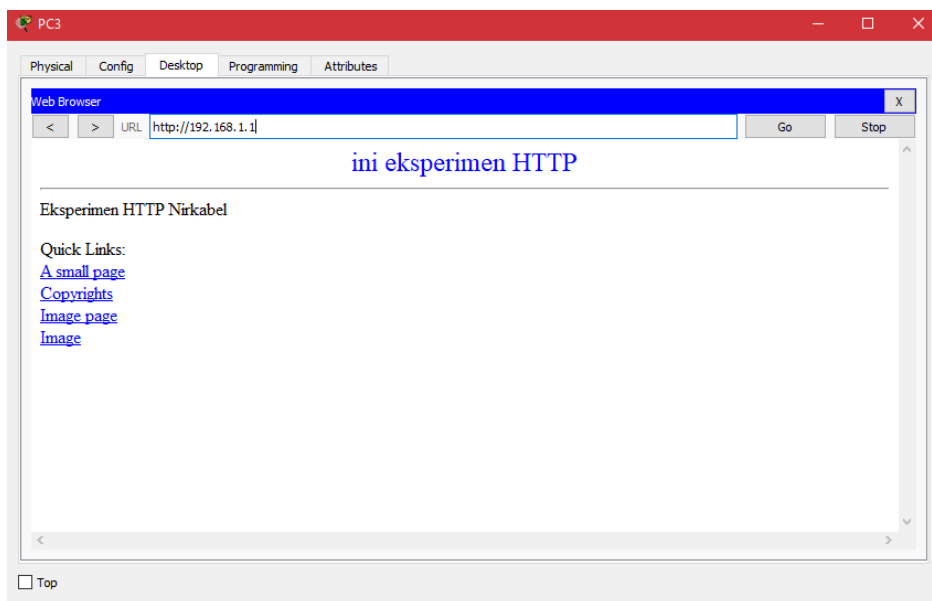 PC3
Physical Config Desktop Programming Attributes
Web Browser X
< > URL http://192.168.1.1 Go Stop
ini eksperimen HTTP
Eksperimen HTTP Nirkabel
Quick Links:
A small page
Copyrights
Image page
Image
Top